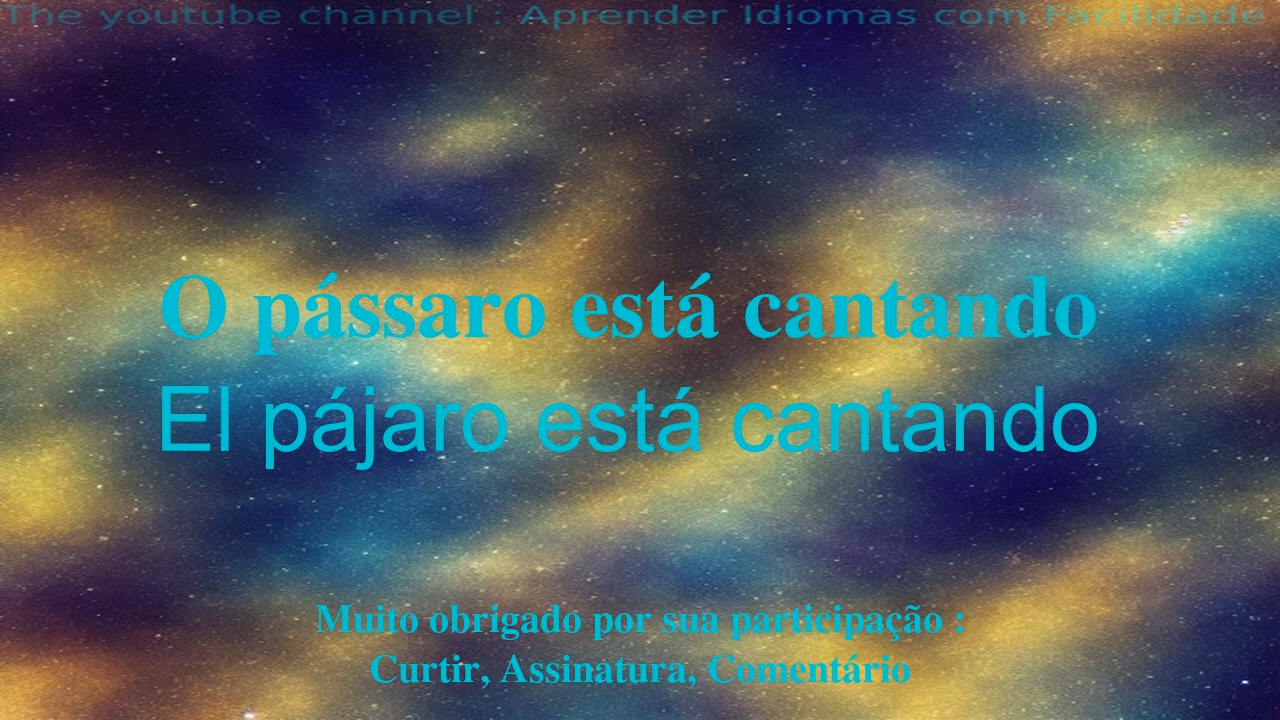 The youtube channel : Aprender Idiomas com Facilidade
O pássaro está cantando
El pájaro está cantando
Muito obrigado por sua participação :
Curtir, Assinatura, Comentário